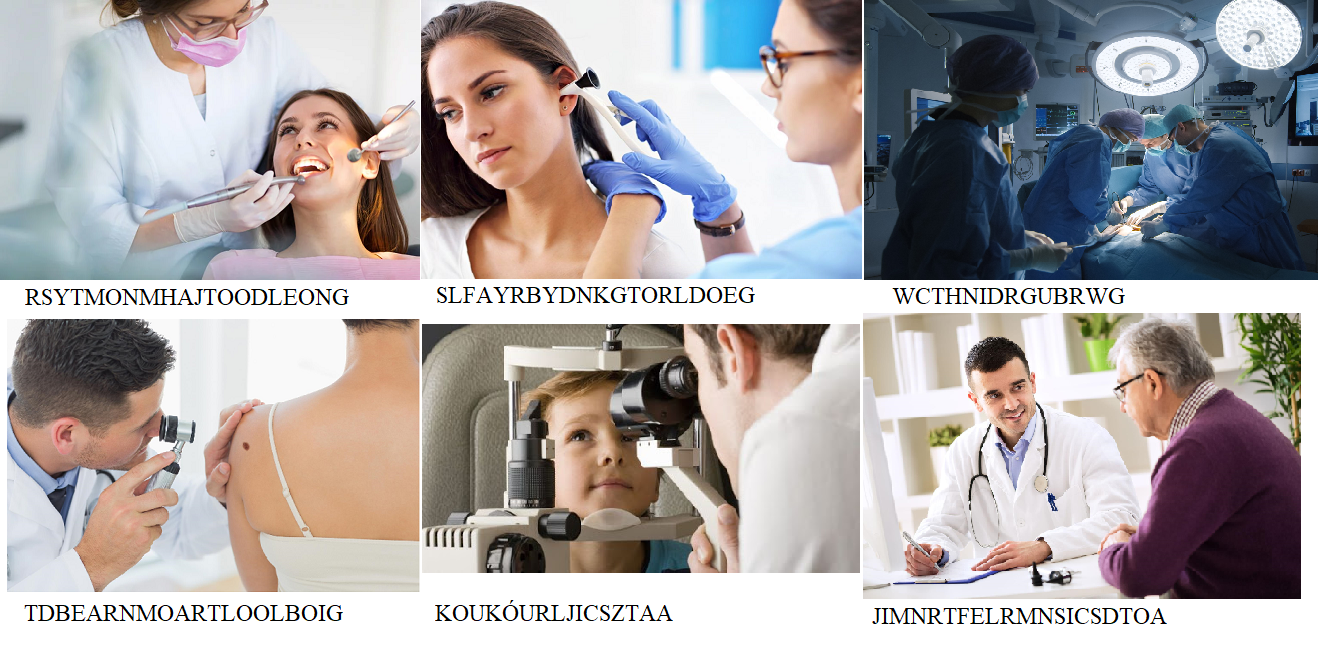 RSYTMONMHAJTOODLEONG
SLFAYRBYDNKGTORLDOEG
WCTHNIDRGUBRWG
TDBEARNMOARTLOOLBOIG
KOUKÓURLJICSZTAA
JIMNRTFELRMNSICSDTOA